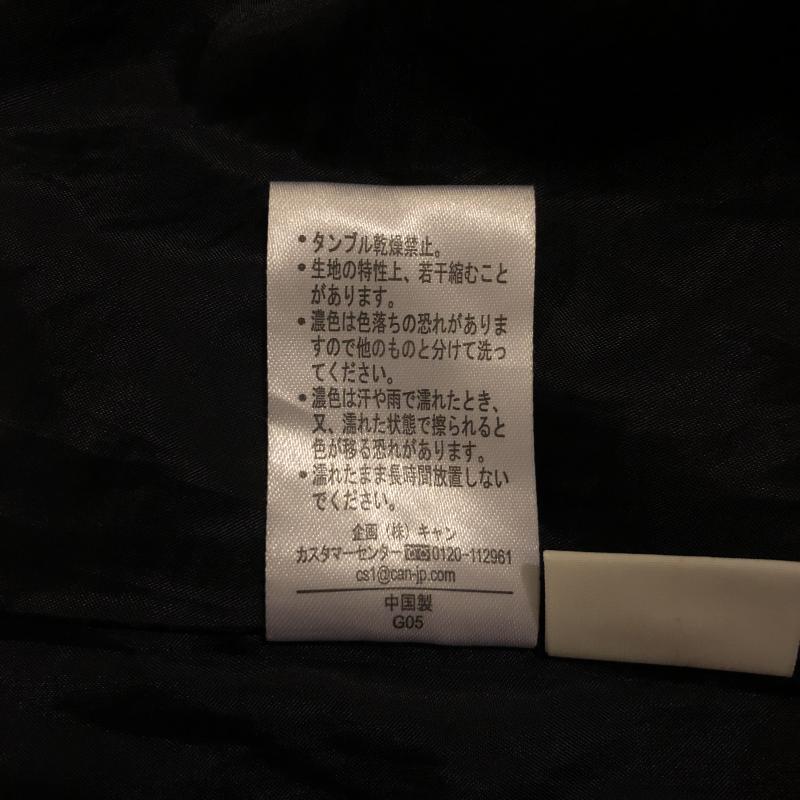 ・タンブル乾燥禁止。
・生地の特性上、若干縮むこと
があります。
・濃色は色落ちの恐れがありま
すので他のものと分けて洗っ
てください。
・濃色は汗や雨で濡れたとき、
又、濡れた状態で擦られると
色が移る恐れがあります。
・濡れたまま長時間放置しない
でください。
企画（株）キャン
カスタマーセンター 0120-112961
cs1@can-jp.com
中国製
G05